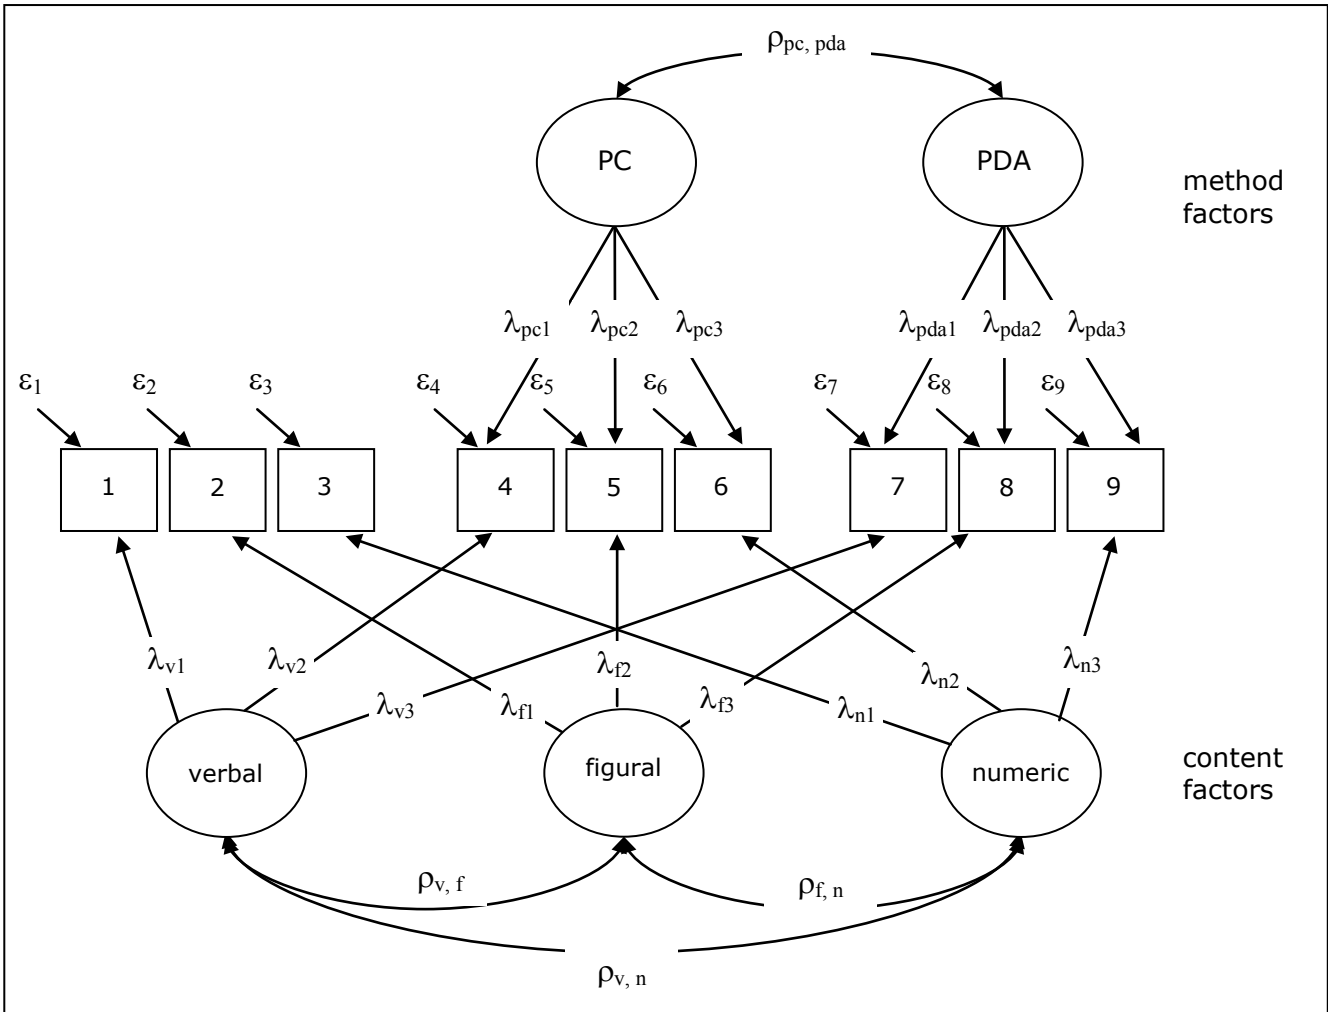 ρpc, pda
PC
PDA
method
factors
λpc1
λpc2
λpc3
λpda1
λpda2
λpda3
ε1
ε2
ε3
ε4
ε5
ε6
ε7
ε8
ε9
1
2
3
4
5
6
7
8
9
λv1
λv2
λv3
λf1
λf2
λf3
λn1
λn2
λn3
verbal
figural
numeric
content
factors
ρv, f
ρf, n
ρv, n